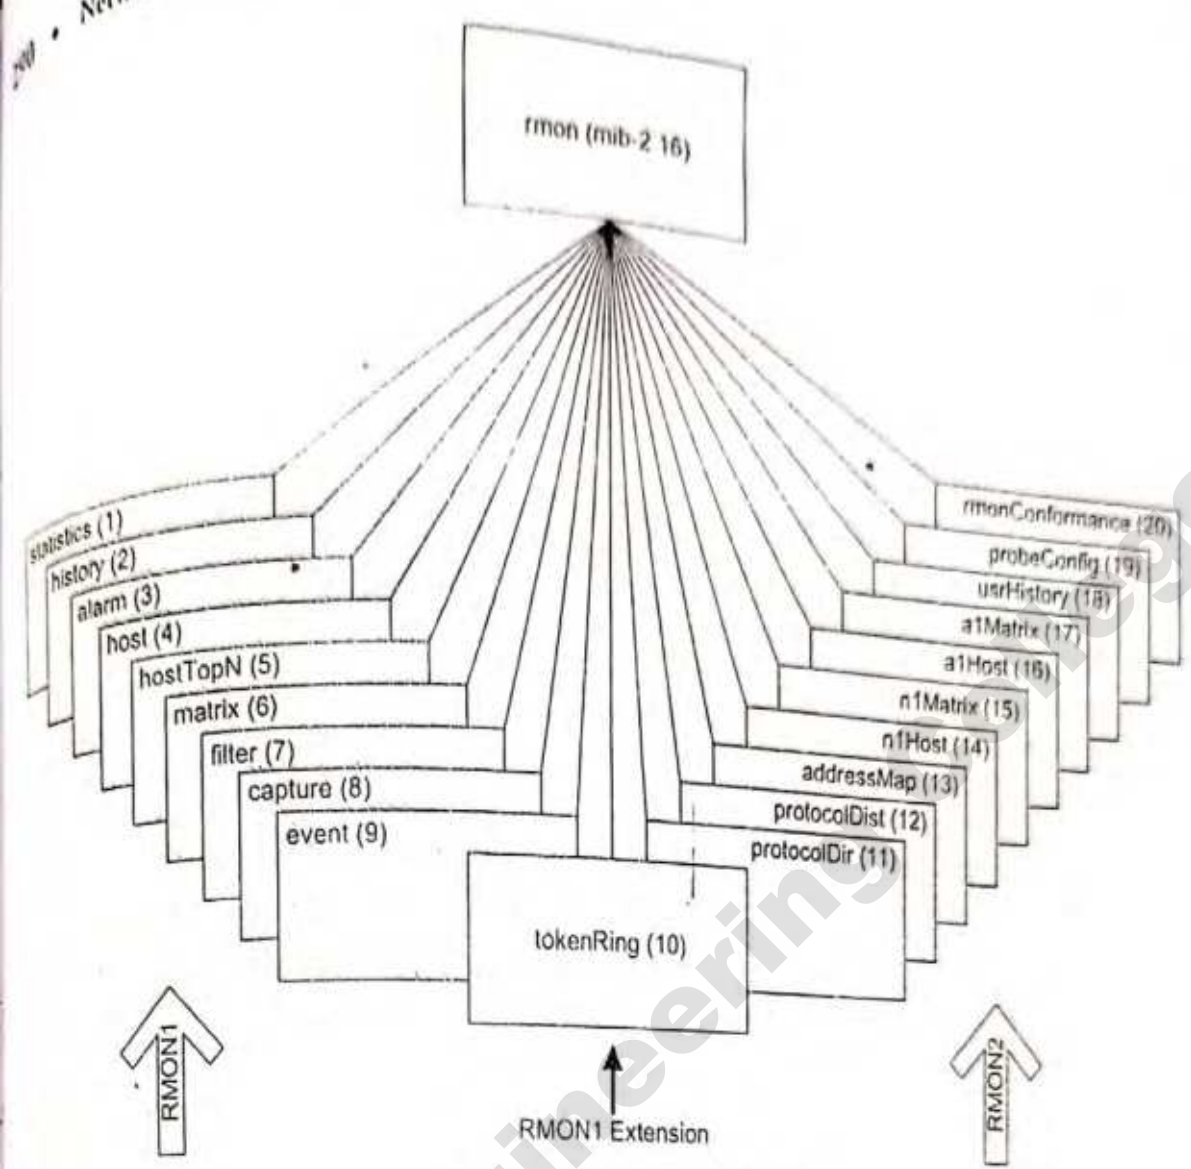 290 •
rmon (mib-2 16)
statistics (1)
history (2)
alarm (3)
host (4)
hostTopN (5)
matrix (6)
filter (7)
capture (8)
event (9)
rmonConformance (20)
probeConfig (19)
usrHistory (18)
a1Matrix (17)
a1Host (16)
n1Matrix (15)
n1Host (14)
addressMap (13)
protocolDist (12)
protocolDir (11)
tokenRing (10)
RMON1
RMON1 Extension
RMON2